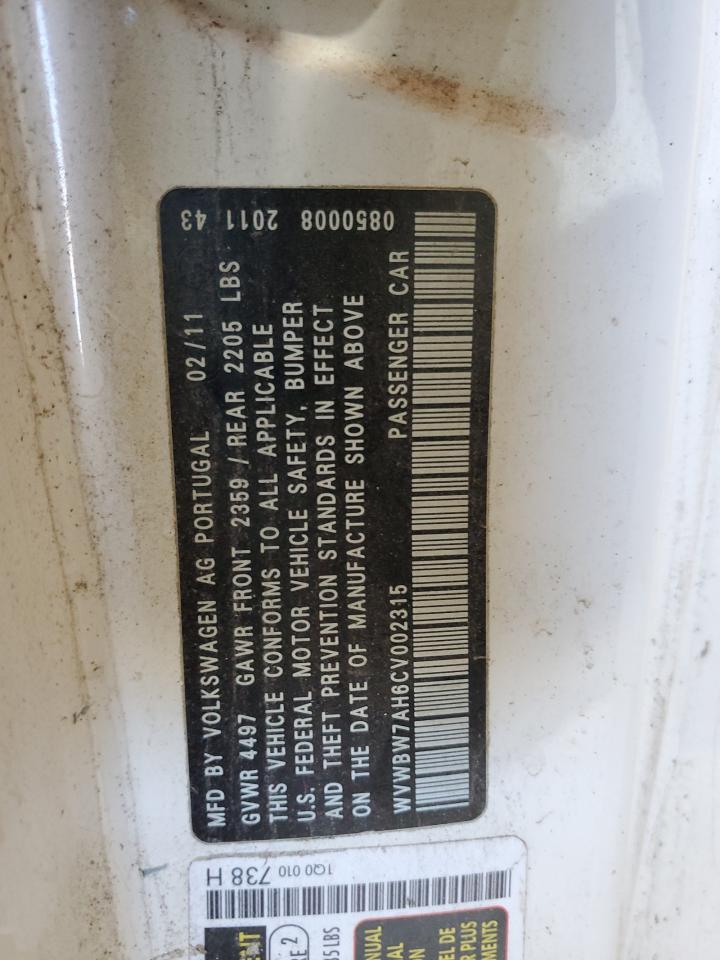 MFD BY VOLKSWAGEN AG PORTUGAL 02/11
GVWR 4497 GAWR FRONT 2359 / REAR 2205 LBS
THIS VEHICLE CONFORMS TO ALL APPLICABLE
U.S. FEDERAL MOTOR VEHICLE SAFETY, BUMPER
AND THEFT PREVENTION STANDARDS IN EFFECT
ON THE DATE OF MANUFACTURE SHOWN ABOVE
WVWBW7AH6CV002315 PASSENGER CAR
0850008 2011 43
1Q0 010 738 H